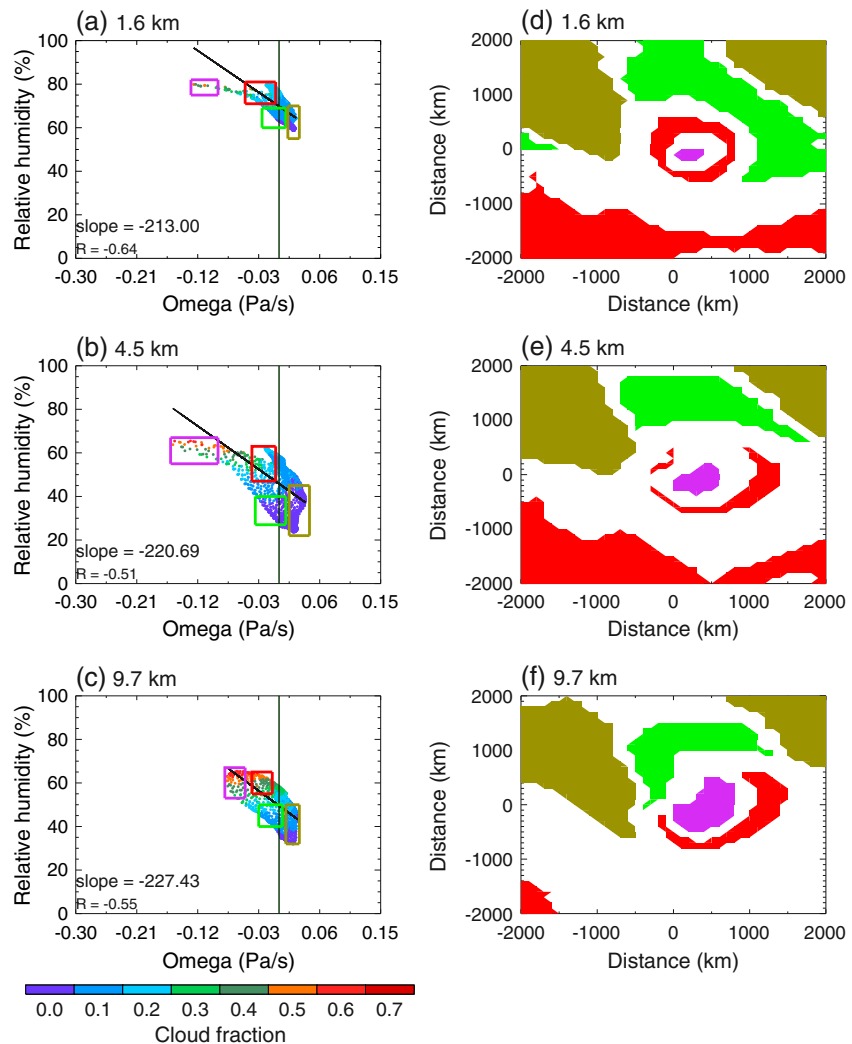 (a) 1.6 km
Relative humidity (%)
100
80
60
40
20
0
slope = -213.00
R = -0.64
-0.30 -0.21 -0.12 -0.03 0.06 0.15
Omega (Pa/s)
(d) 1.6 km
Distance (km)
2000
1000
0
-1000
-2000
-2000 -1000 0 1000 2000
Distance (km)
(b) 4.5 km
Relative humidity (%)
100
80
60
40
20
0
slope = -220.69
R = -0.51
-0.30 -0.21 -0.12 -0.03 0.06 0.15
Omega (Pa/s)
(e) 4.5 km
Distance (km)
2000
1000
0
-1000
-2000
-2000 -1000 0 1000 2000
Distance (km)
(c) 9.7 km
Relative humidity (%)
100
80
60
40
20
0
slope = -227.43
R = -0.55
-0.30 -0.21 -0.12 -0.03 0.06 0.15
Omega (Pa/s)
(f) 9.7 km
Distance (km)
2000
1000
0
-1000
-2000
-2000 -1000 0 1000 2000
Distance (km)
0.0 0.1 0.2 0.3 0.4 0.5 0.6 0.7
Cloud fraction